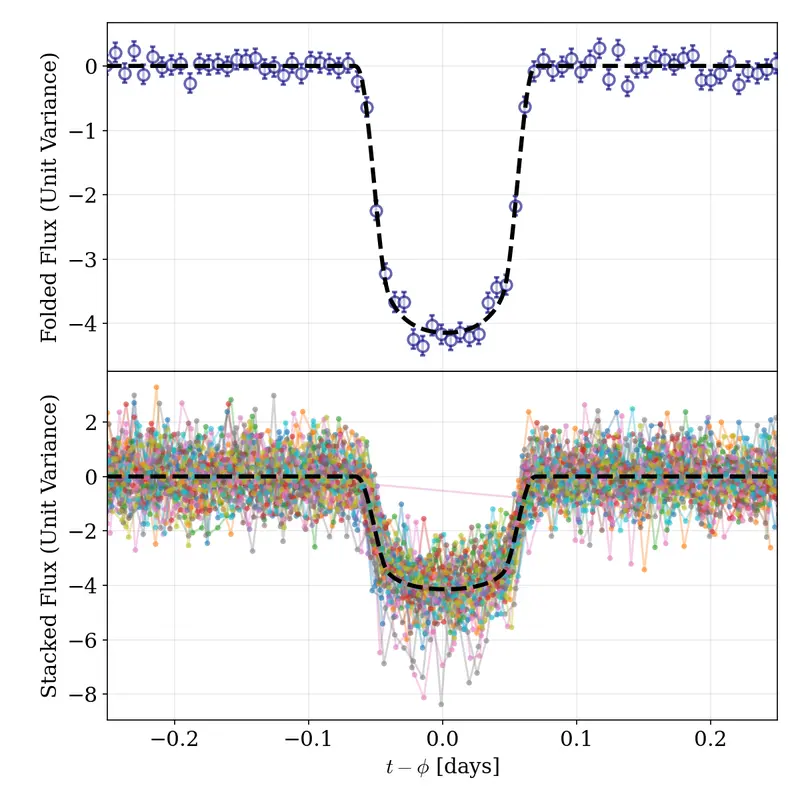 Folded Flux (Unit Variance)
0
−1
−2
−3
−4
Stacked Flux (Unit Variance)
2
0
−2
−4
−6
−8
−0.2 −0.1 0.0 0.1 0.2
t − ϕ [days]